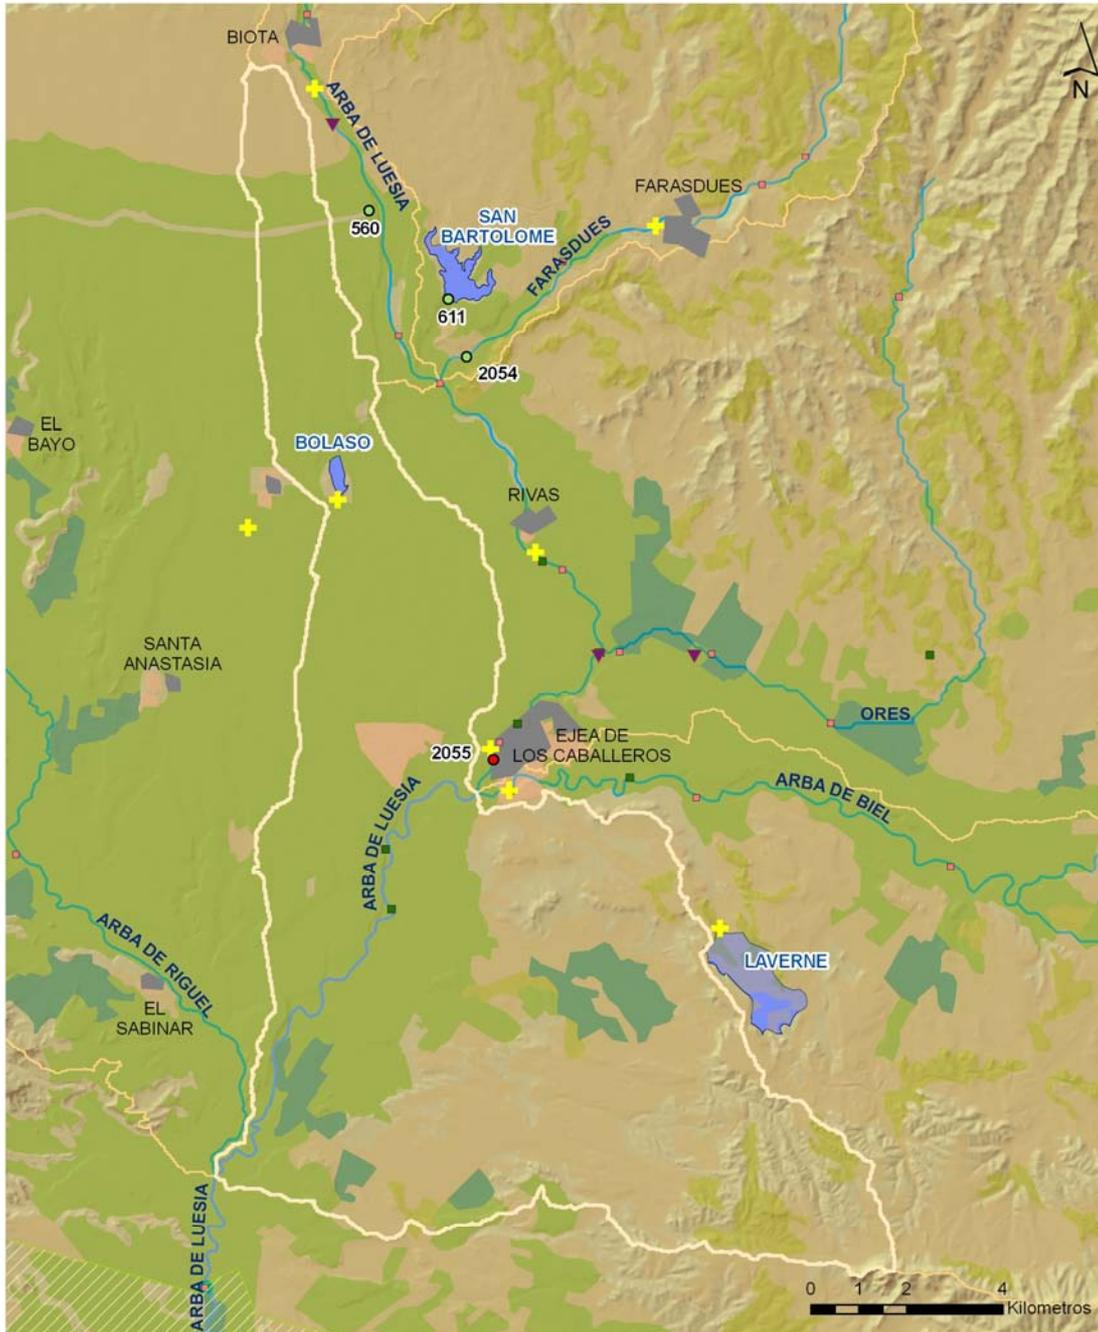 BIOTA
N
ARBA DE LUESIA
FARASDUES
560
SAN
BARTOLOME
FARASDUES
611
2054
EL
BAYO
BOLASO
RIVAS
SANTA
ANASTASIA
ORES
2055
EJEA DE
LOS CABALLEROS
ARBA DE BIEL
ARBA DE LUESIA
ARBA DE RIGUEL
LAVERNE
EL
SABINAR
ARBA DE LUESIA
0 1 2 4
Kilometros